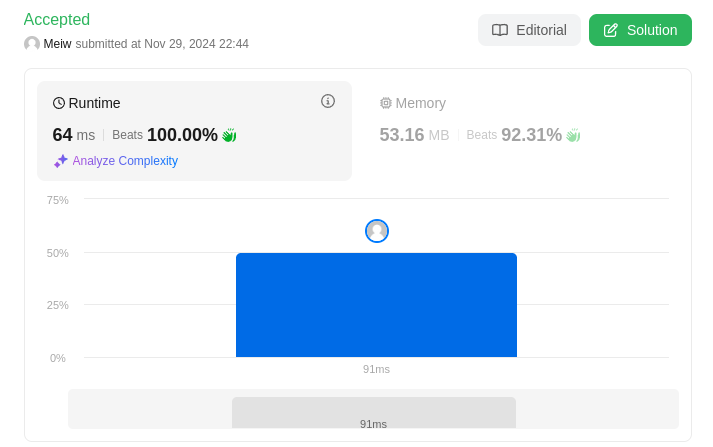 Accepted
Editorial
Solution
Meiw submitted at Nov 29, 2024 22:44
Runtime
Memory
64 ms | Beats 100.00%
53.16 MB | Beats 92.31%
Analyze Complexity
75%
50%
25%
0%
91ms
91ms